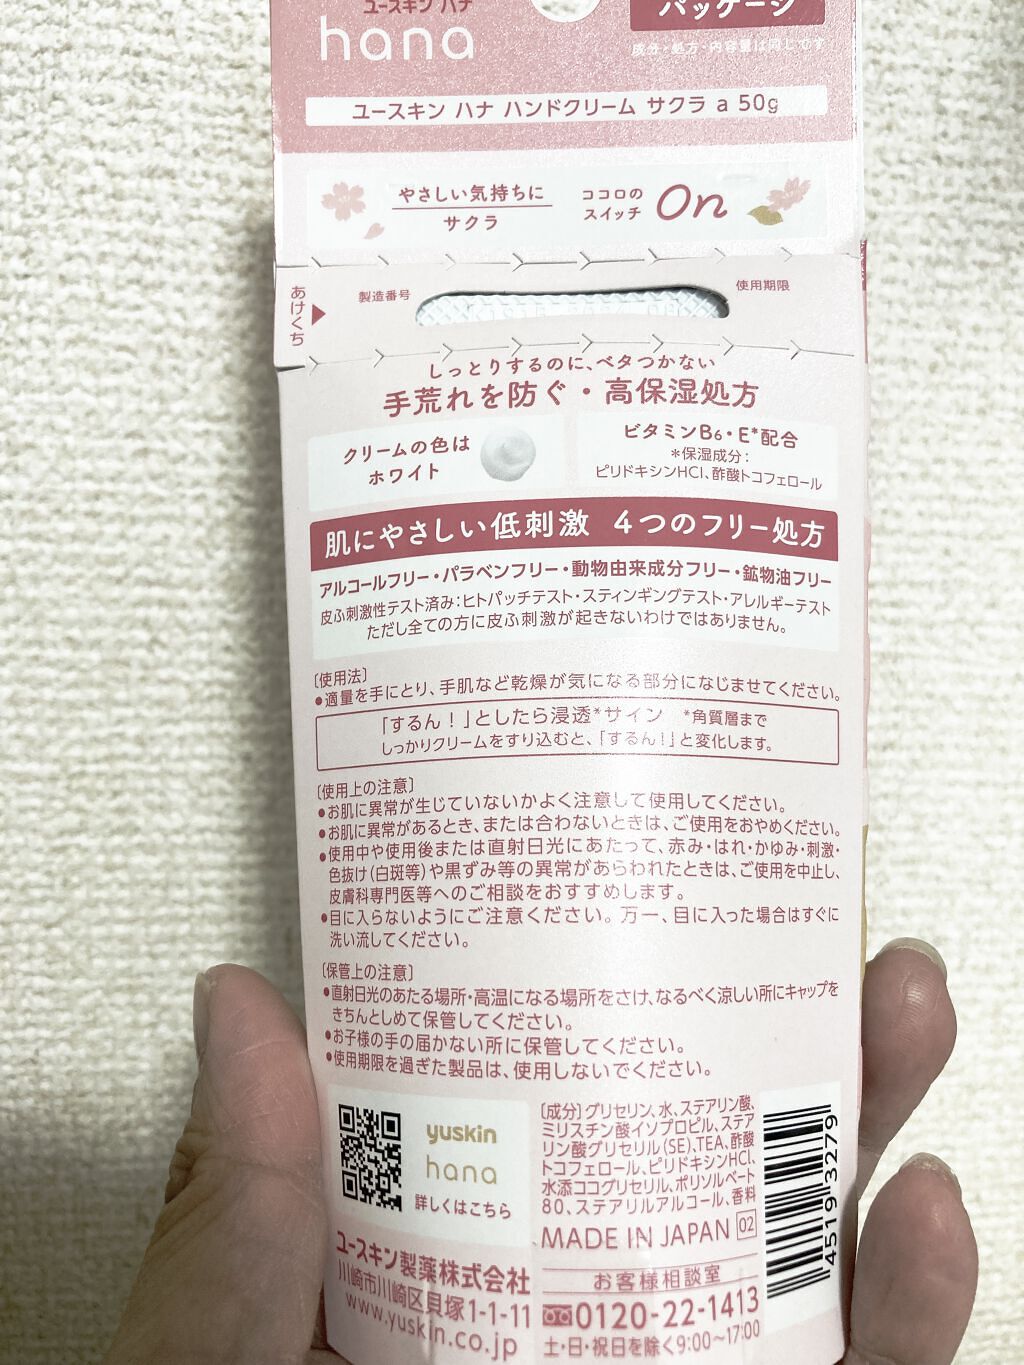 ユースキン ハナ
hana
パッケージ
成分・処方・内容量は同じです
ユースキン ハナ ハンドクリーム サクラ a 50g
やさしい気持ちに
サクラ
ココロの
スイッチ
On
あけくち
製造番号
使用期限
しっとりするのに、ベタつかない
手荒れを防ぐ・高保湿処方
クリームの色は
ホワイト
ビタミンB6・E*配合
*保湿成分:
ピリドキシンHCl、酢酸トコフェロール
肌にやさしい低刺激 4つのフリー処方
アルコールフリー・パラベンフリー・動物由来成分フリー・鉱物油フリー
皮ふ刺激性テスト済み:ヒトパッチテスト・スティンギングテスト・アレルギーテスト
ただし全ての方に皮ふ刺激が起きないわけではありません。
〔使用法〕
●適量を手にとり、手肌など乾燥が気になる部分になじませてください。
「するん!」としたら浸透*サイン *角質層まで
しっかりクリームをすり込むと、「するん!」と変化します。
〔使用上の注意〕
●お肌に異常が生じていないかよく注意して使用してください。
●お肌に異常があるとき、または合わないときは、ご使用をおやめください。
●使用中や使用後または直射日光にあたって、赤み・はれ・かゆみ・刺激・
色抜け(白斑等)や黒ずみ等の異常があらわれたときは、ご使用を中止し、
皮膚科専門医等へのご相談をおすすめします。
●目に入らないようにご注意ください。万一、目に入った場合はすぐに
洗い流してください。
〔保管上の注意〕
●直射日光のあたる場所・高温になる場所をさけ、なるべく涼しい所にキャップを
きちんとしめて保管してください。
●お子様の手の届かない所に保管してください。
●使用期限を過ぎた製品は、使用しないでください。
yuskin
hana
詳しくはこちら
〔成分〕グリセリン、水、ステアリン酸、
ミリスチン酸イソプロピル、ステア
リン酸グリセリル(SE)、TEA、酢酸
トコフェロール、ピリドキシンHCl、
水添ココグリセリル、ポリソルベート
80、ステアリルアルコール、香料
MADE IN JAPAN 02
4519 3279
ユースキン製薬株式会社
川崎市川崎区貝塚1-1-11
www.yuskin.co.jp
お客様相談室
0120-22-1413
土・日・祝日を除く9:00~17:00